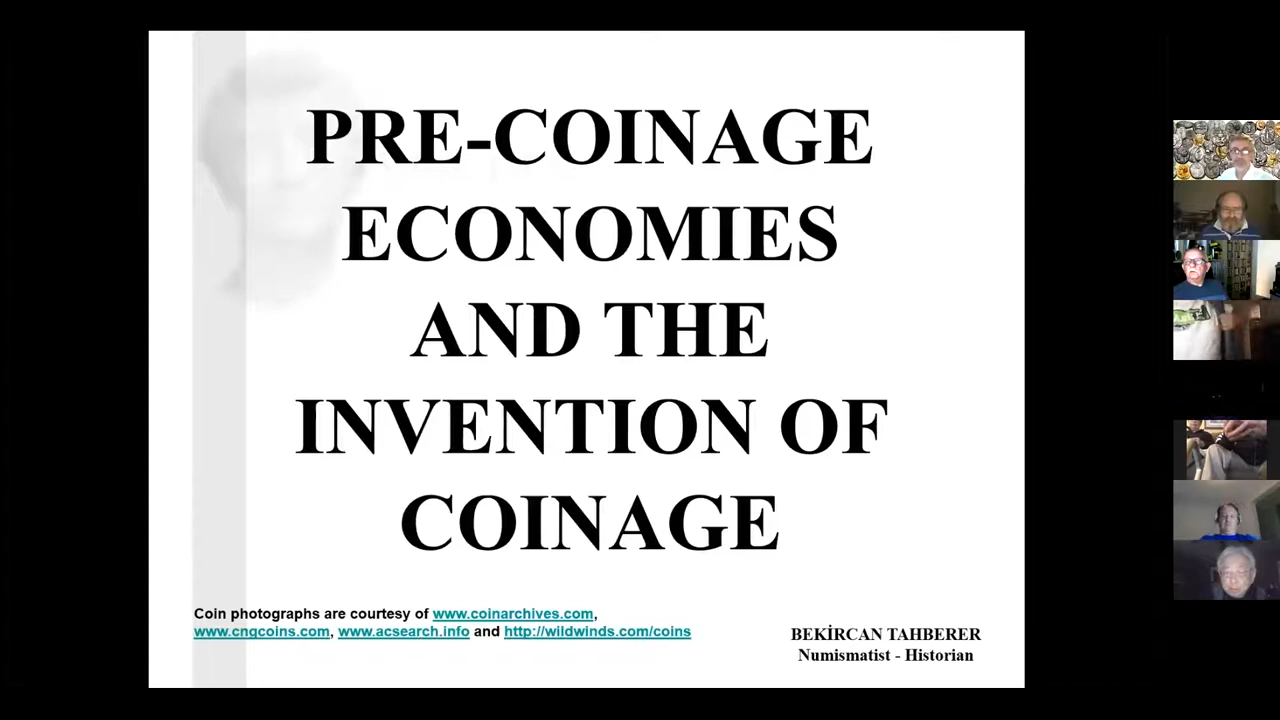 PRE-COINAGE
ECONOMIES
AND THE
INVENTION OF
COINAGE
Coin photographs are courtesy of www.coinarchives.com,
www.cngcoins.com, www.acsearch.info and http://wildwinds.com/coins
BEKİRCAN TAHBERER
Numismatist - Historian